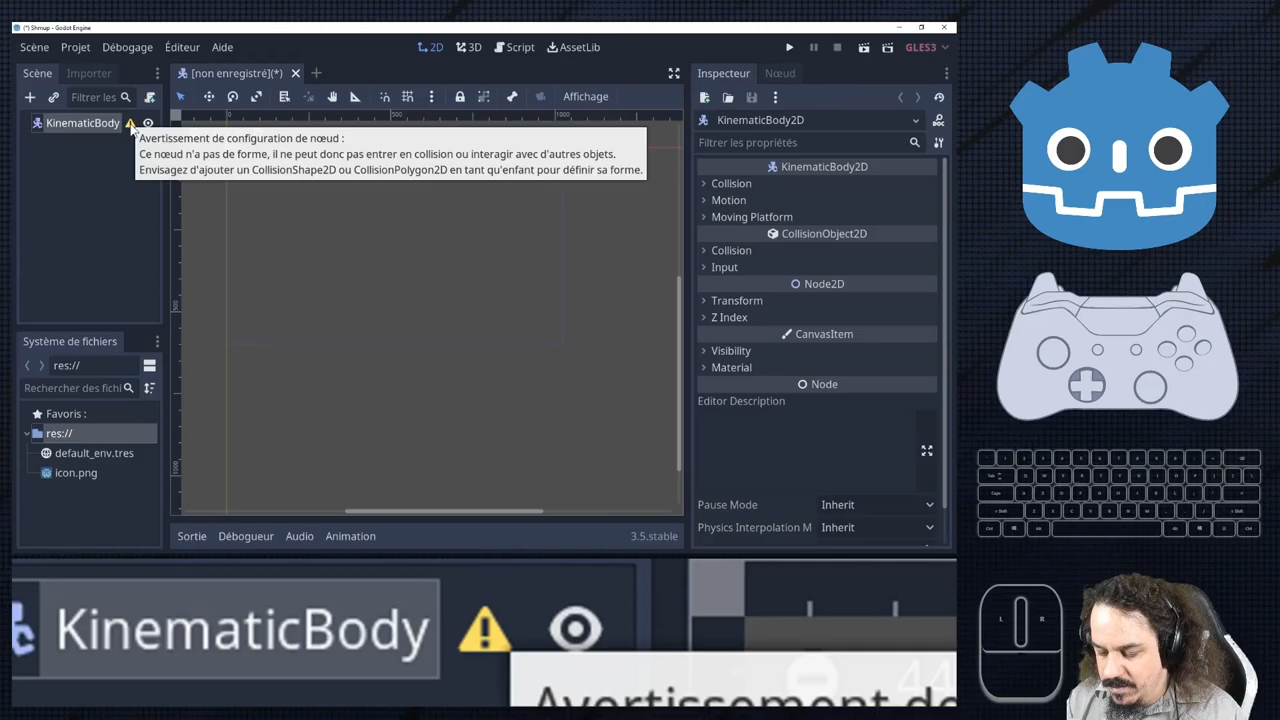 (*) Shmup - Godot Engine
Scène Projet Débogage Éditeur Aide
2D 3D Script AssetLib
GLES3
Scène Importer
[non enregistré](*)
Inspecteur Nœud
Filtrer les
Affichage
KinematicBody
KinematicBody2D
Avertissement de configuration de nœud :
Ce nœud n'a pas de forme, il ne peut donc pas entrer en collision ou interagir avec d'autres objets.
Envisagez d'ajouter un CollisionShape2D ou CollisionPolygon2D en tant qu'enfant pour définir sa forme.
0 500 1000
500
1000
Filtrer les propriétés
KinematicBody2D
Collision
Motion
Moving Platform
CollisionObject2D
Collision
Input
Node2D
Transform
Z Index
CanvasItem
Visibility
Material
Node
Editor Description
Pause Mode Inherit
Physics Interpolation M Inherit
Système de fichiers
res://
Rechercher des fichi
Favoris :
res://
default_env.tres
icon.png
Sortie Débogueur Audio Animation
3.5.stable
KinematicBody
Avertissement de
L R